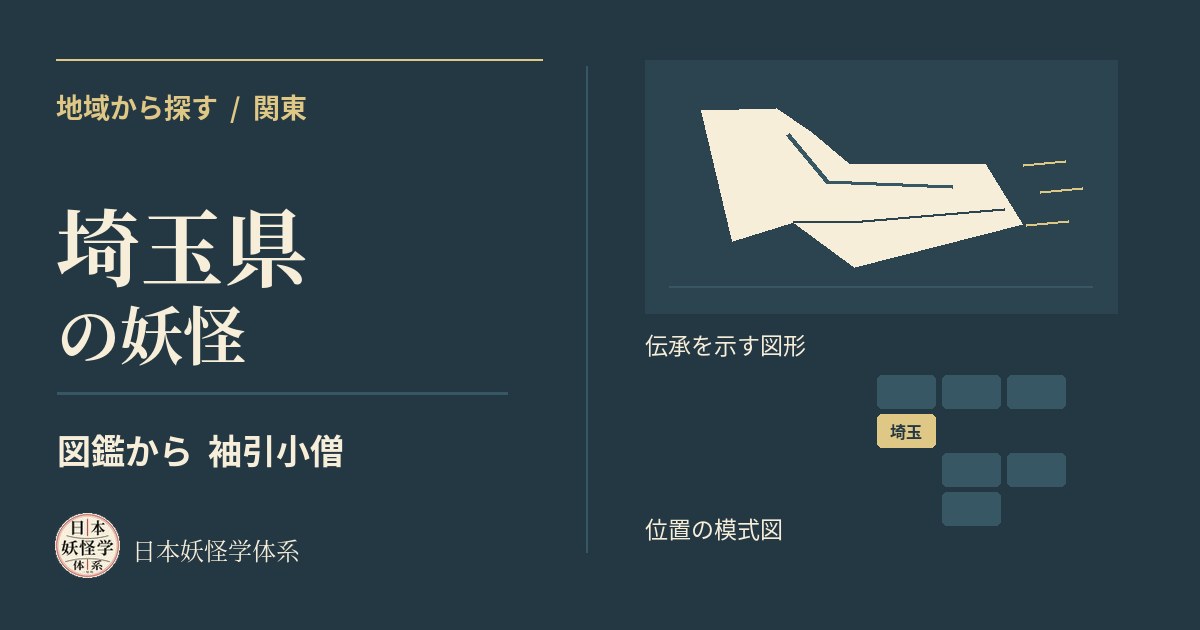 地域から探す / 関東
埼玉県
の妖怪
図鑑から 袖引小僧
日本
妖怪学
体系
日本妖怪学体系
伝承を示す図形
埼玉
位置の模式図